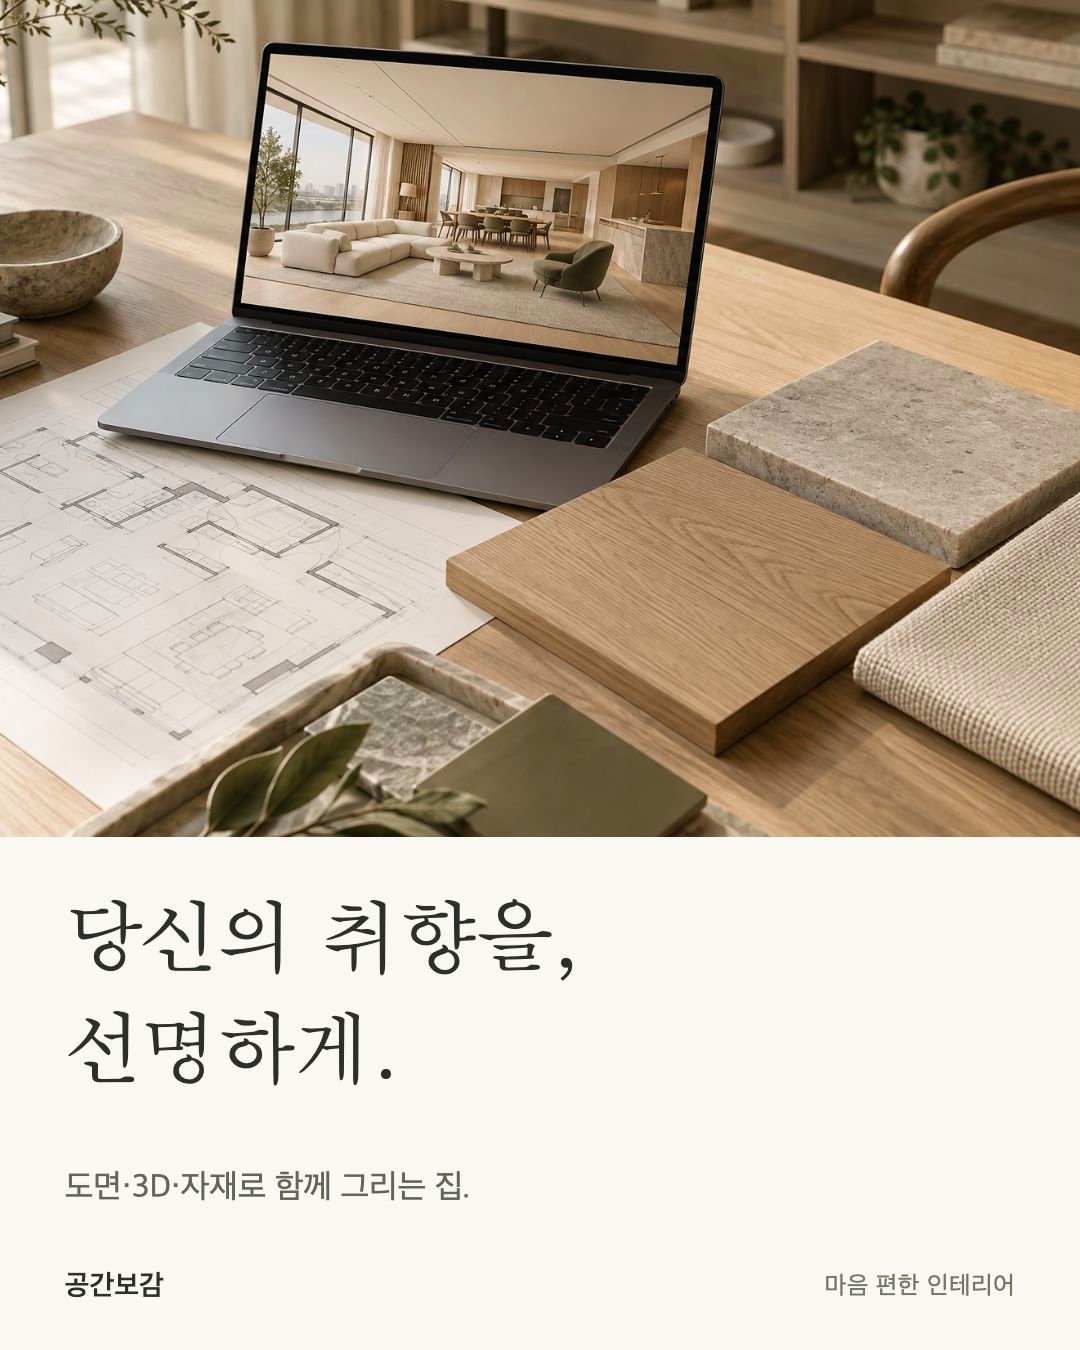 당신의 취향을,
선명하게.
도면·3D·자재로 함께 그리는 집.
공간보감
마음 편한 인테리어